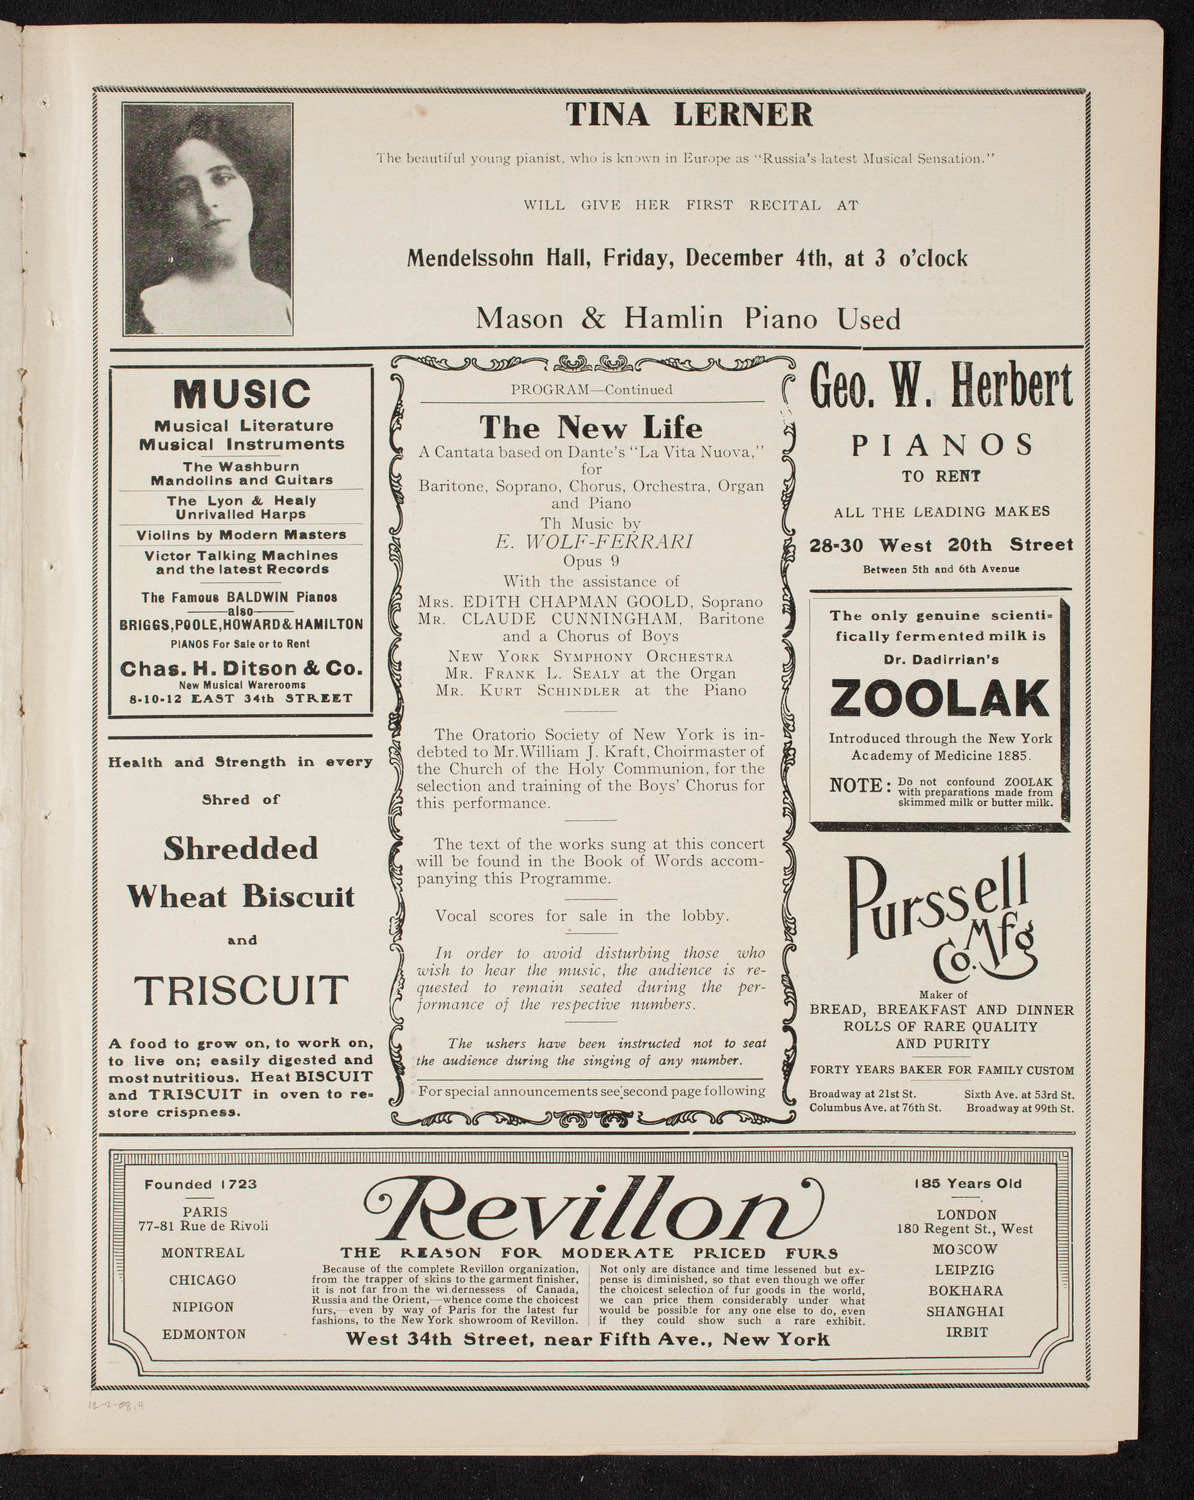 TINA LERNER
The beautiful young pianist, who is known in Europe as "Russia's latest Musical Sensation."
WILL GIVE HER FIRST RECITAL AT
Mendelssohn Hall, Friday, December 4th, at 3 o'clock
Mason & Hamlin Piano Used
MUSIC
Musical Literature
Musical Instruments
The Washburn
Mandolins and Guitars
The Lyon & Healy
Unrivalled Harps
Violins by Modern Masters
Victor Talking Machines
and the latest Records
The Famous BALDWIN Pianos
also
BRIGGS, POOLE, HOWARD & HAMILTON
PIANOS For Sale or to Rent
Chas. H. Ditson & Co.
New Musical Warerooms
8-10-12 EAST 34th STREET
Health and Strength in every
Shred of
Shredded
Wheat Biscuit
and
TRISCUIT
A food to grow on, to work on,
to live on; easily digested and
most nutritious. Heat BISCUIT
and TRISCUIT in oven to re-
store crispness.
PROGRAM—Continued
The New Life
A Cantata based on Dante's "La Vita Nuova,"
for
Baritone, Soprano, Chorus, Orchestra, Organ
and Piano
Th Music by
E. WOLF-FERRARI
Opus 9
With the assistance of
MRS. EDITH CHAPMAN GOOLD, Soprano
MR. CLAUDE CUNNINGHAM, Baritone
and a Chorus of Boys
NEW YORK SYMPHONY ORCHESTRA
MR. FRANK L. SEALY at the Organ
MR. KURT SCHINDLER at the Piano
The Oratorio Society of New York is in-
debted to Mr. William J. Kraft, Choirmaster of
the Church of the Holy Communion, for the
selection and training of the Boys' Chorus for
this performance.
The text of the works sung at this concert
will be found in the Book of Words accom-
panying this Programme.
Vocal scores for sale in the lobby.
In order to avoid disturbing those who
wish to hear the music, the audience is re-
quested to remain seated during the per-
formance of the respective numbers.
The ushers have been instructed not to seat
the audience during the singing of any number.
For special announcements see second page following
Geo. W. Herbert
PIANOS
TO RENT
ALL THE LEADING MAKES
28-30 West 20th Street
Between 5th and 6th Avenue
The only genuine scienti-
fically fermented milk is
Dr. Dadirrian's
ZOOLAK
Introduced through the New York
Academy of Medicine 1885.
NOTE: Do not confound ZOOLAK
with preparations made from
skimmed milk or butter milk.
Purssell
Mfg
Co.
Maker of
BREAD, BREAKFAST AND DINNER
ROLLS OF RARE QUALITY
AND PURITY
FORTY YEARS BAKER FOR FAMILY CUSTOM
Broadway at 21st St. Sixth Ave. at 53rd St.
Columbus Ave. at 76th St. Broadway at 99th St.
Founded 1723
PARIS
77-81 Rue de Rivoli
MONTREAL
CHICAGO
NIPIGON
EDMONTON
Revillon
THE REASON FOR MODERATE PRICED FURS
Because of the complete Revillon organization,
from the trapper of skins to the garment finisher,
it is not far from the wildernesses of Canada,
Russia and the Orient,—whence come the choicest
furs,—even by way of Paris for the latest fur
fashions, to the New York showroom of Revillon.
Not only are distance and time lessened but ex-
pense is diminished, so that even though we offer
the choicest selection of fur goods in the world,
we can price them considerably under what
would be possible for any one else to do, even
if they could show such a rare exhibit.
West 34th Street, near Fifth Ave., New York
185 Years Old
LONDON
180 Regent St., West
MOSCOW
LEIPZIG
BOKHARA
SHANGHAI
IRBIT
12-2-08.4